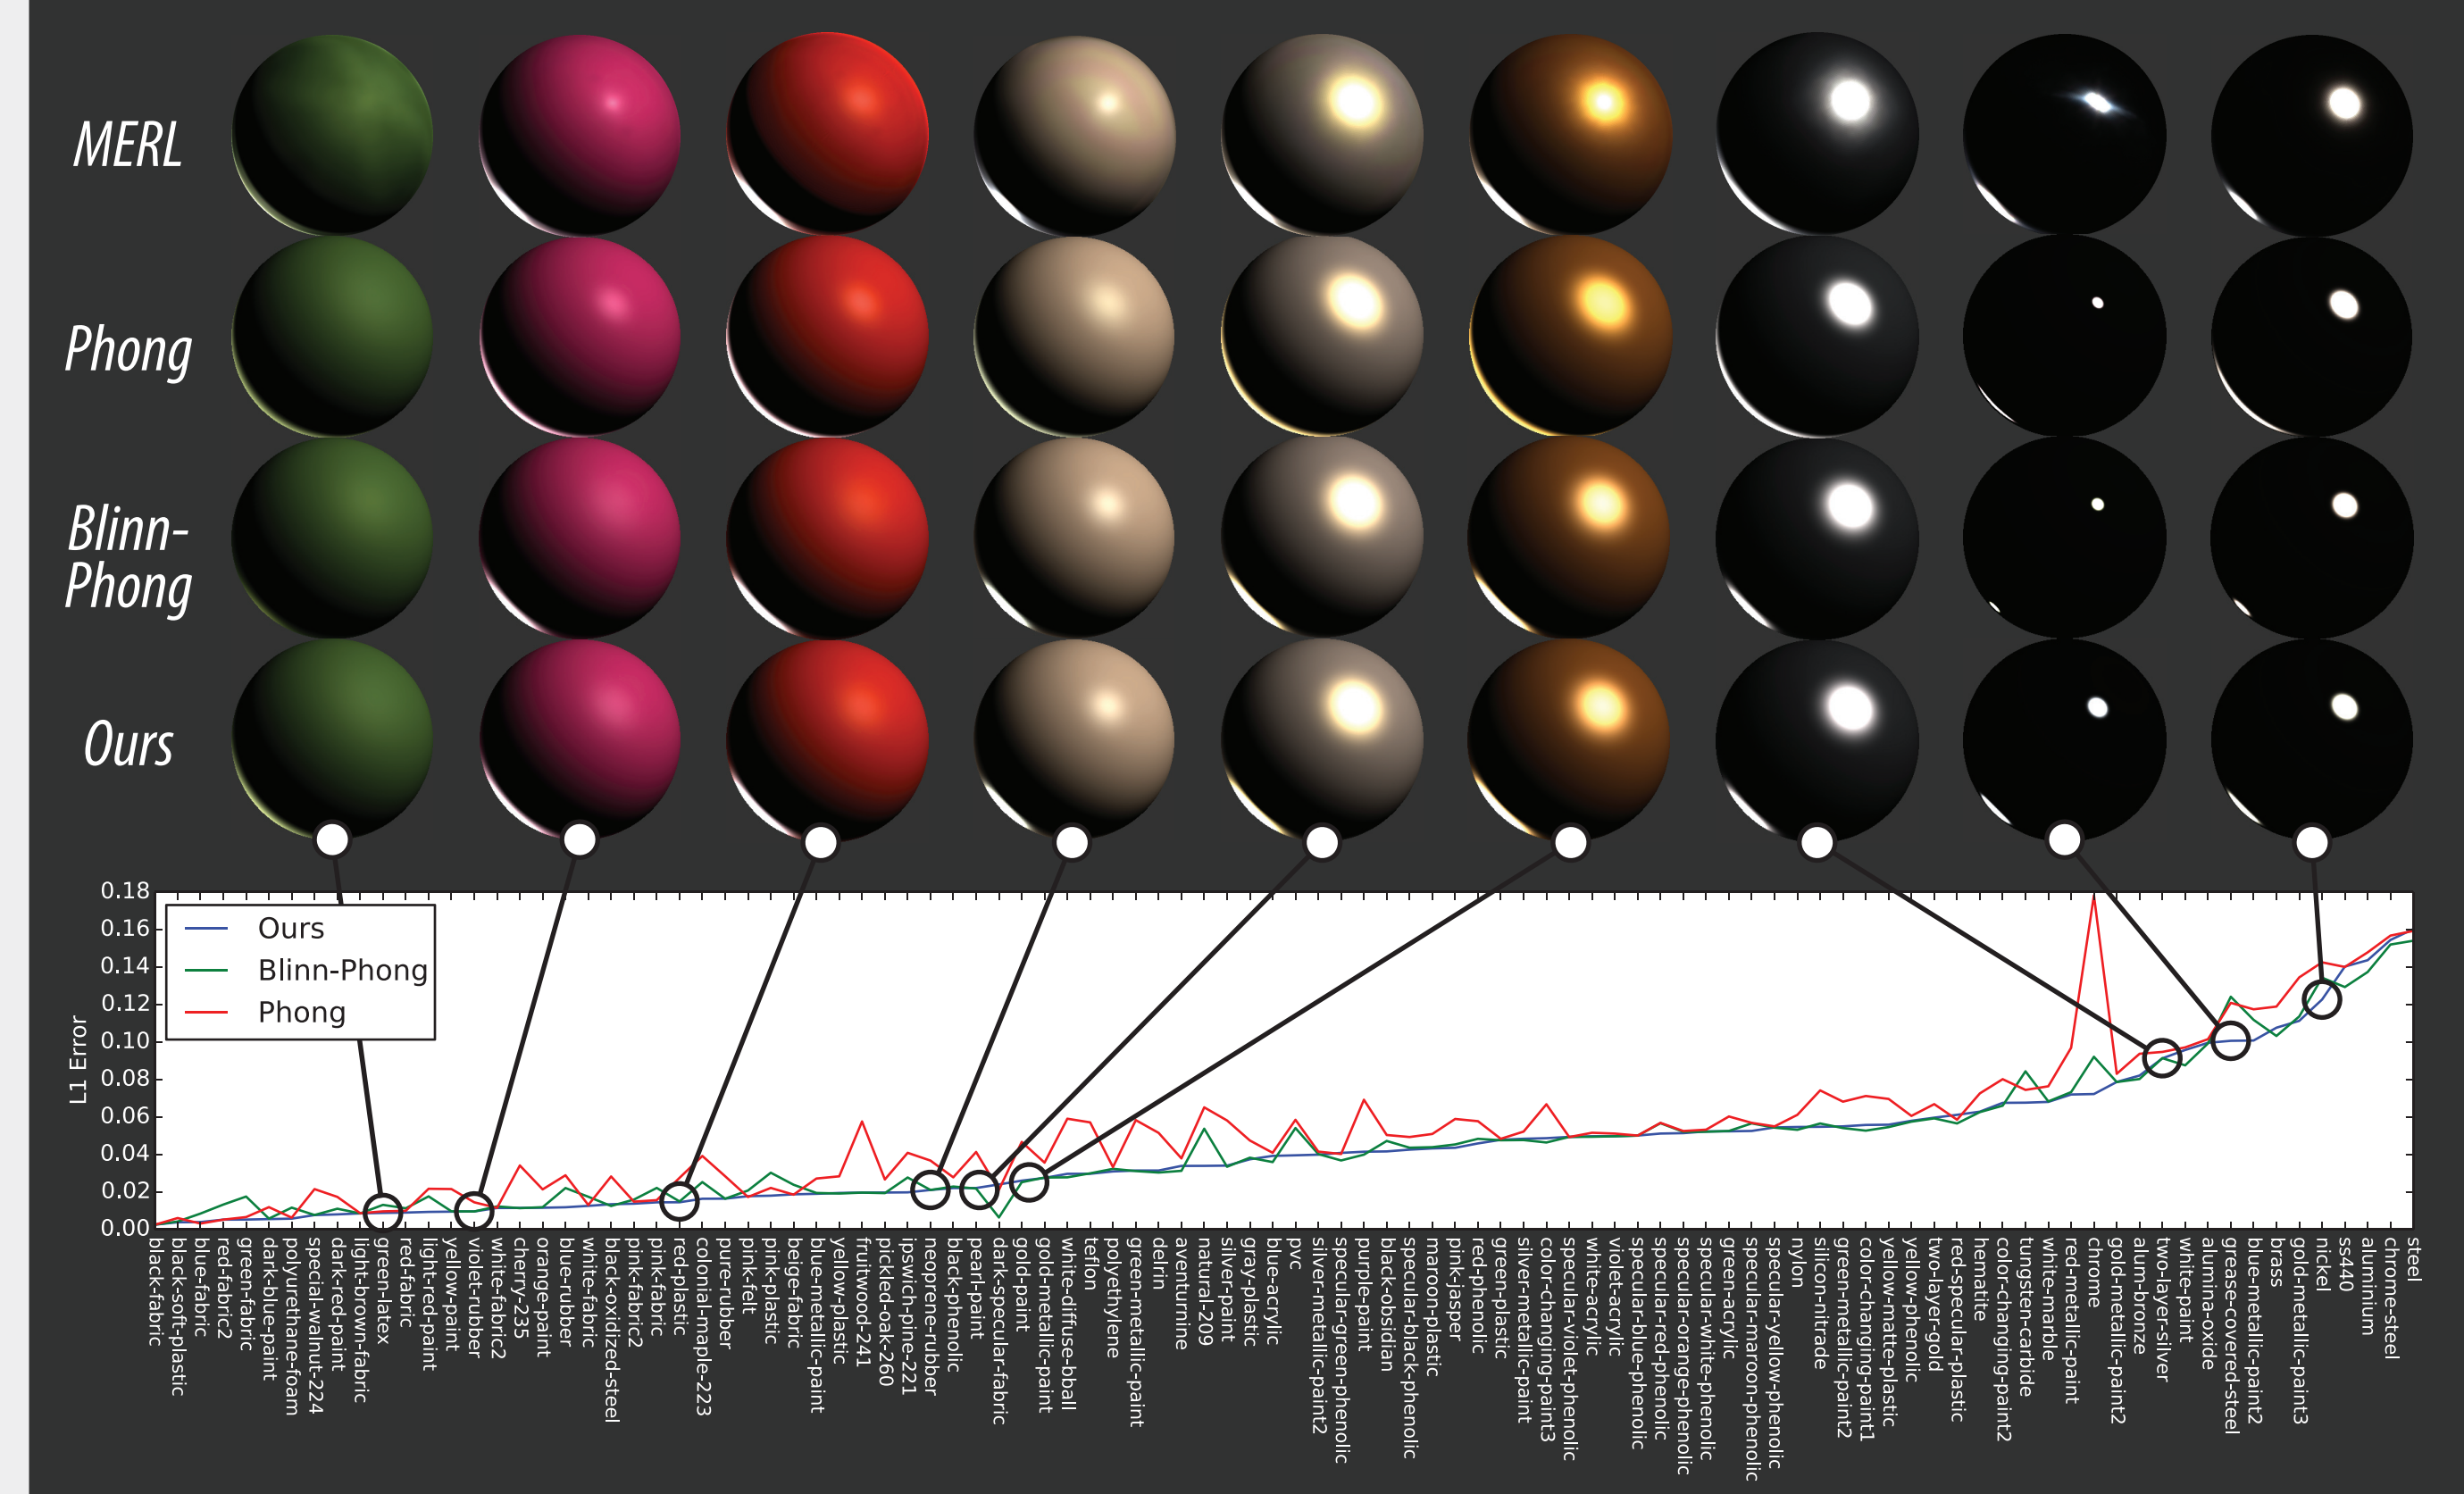 MERL
Phong
Blinn-
Phong
Ours
0.18
0.16
0.14
0.12
0.10
0.08
0.06
0.04
0.02
0.00
L1 Error
Ours
Blinn-Phong
Phong
black-fabric
black-soft-plastic
blue-fabric
red-fabric2
green-fabric
dark-blue-paint
polyurethane-foam
special-walnut-224
dark-red-paint
light-brown-fabric
green-latex
red-fabric
light-red-paint
yellow-paint
violet-rubber
white-fabric2
cherry-235
orange-paint
blue-rubber
white-fabric
black-oxidized-steel
pink-fabric2
pink-fabric
red-plastic
colonial-maple-223
pure-rubber
pink-felt
pink-plastic
beige-fabric
blue-metallic-paint
yellow-plastic
fruitwood-241
pickled-oak-260
ipswich-pine-221
neoprene-rubber
black-phenolic
pearl-paint
dark-specular-fabric
gold-paint
gold-metallic-paint
white-diffuse-bball
teflon
polyethylene
green-metallic-paint
delrin
aventurnine
natural-209
silver-paint
gray-plastic
blue-acrylic
pvc
silver-metallic-paint2
specular-green-phenolic
purple-paint
black-obsidian
specular-black-phenolic
maroon-plastic
pink-jasper
red-phenolic
green-plastic
silver-metallic-paint
color-changing-paint3
specular-violet-phenolic
white-acrylic
violet-acrylic
specular-blue-phenolic
specular-red-phenolic
specular-orange-phenolic
specular-white-phenolic
green-acrylic
specular-maroon-phenolic
specular-yellow-phenolic
nylon
silicon-nitrade
green-metallic-paint2
color-changing-paint1
yellow-matte-plastic
yellow-phenolic
two-layer-gold
red-specular-plastic
hematite
color-changing-paint2
tungsten-carbide
white-marble
red-metallic-paint
chrome
gold-metallic-paint2
alum-bronze
two-layer-silver
white-paint
alumina-oxide
grease-covered-steel
blue-metallic-paint2
brass
gold-metallic-paint3
nickel
ss440
aluminium
chrome-steel
steel